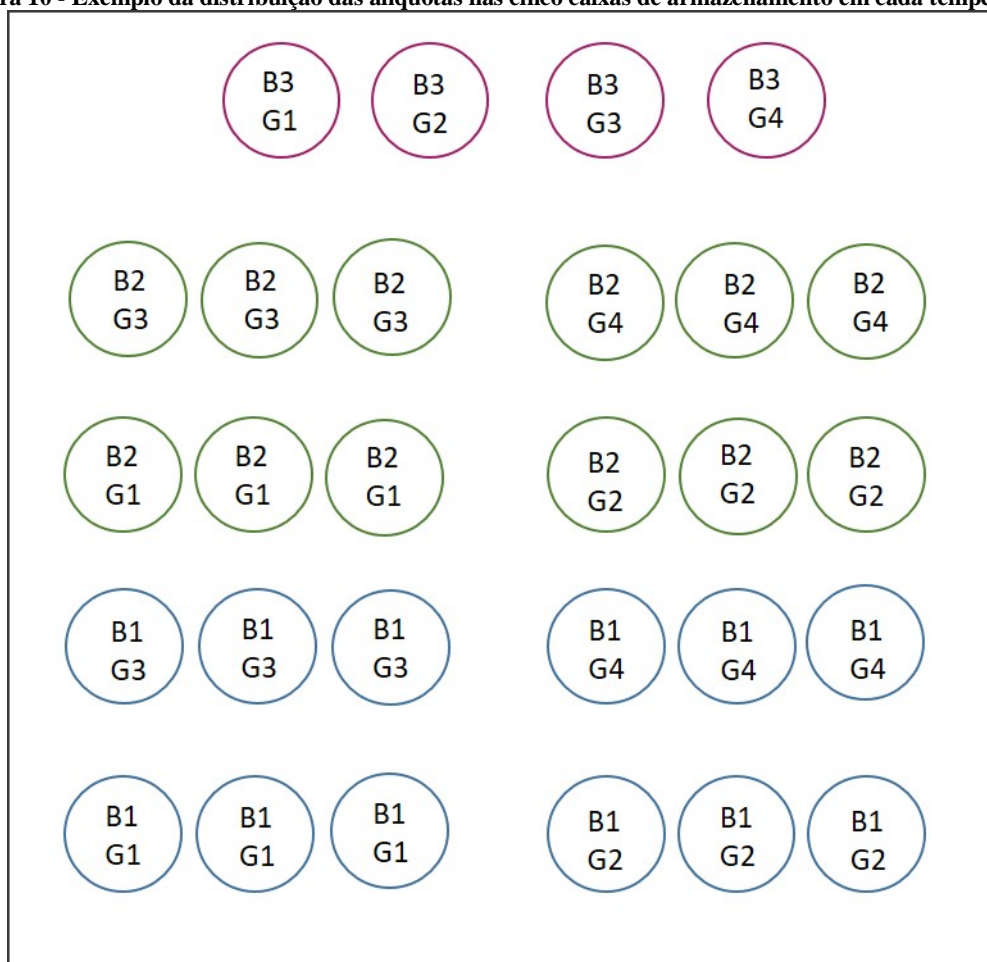 ra 10 - Exemplo da distribuição das alíquotas nas cinco caixas de armazenamento em cada tempe
B3 B3 B3 B3
G1 G2 G3 G4
B2 B2 B2 B2 B2 B2
G3 G3 G3 G4 G4 G4
B2 B2 B2 B2 B2 B2
G1 G1 G1 G2 G2 G2
B1 B1 B1 B1 B1 B1
G3 G3 G3 G4 G4 G4
B1 B1 B1 B1 B1 B1
G1 G1 G1 G2 G2 G2